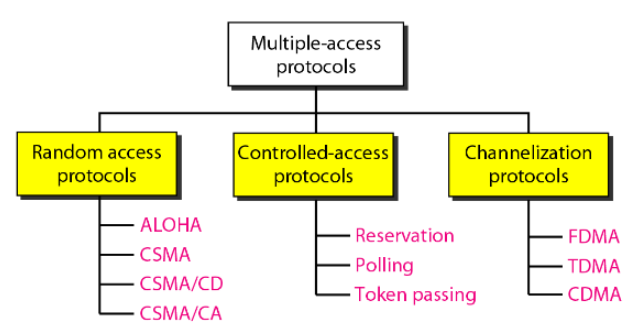 Multiple-access
protocols
Random access
protocols
Controlled-access
protocols
Channelization
protocols
ALOHA
CSMA
CSMA/CD
CSMA/CA
Reservation
Polling
Token passing
FDMA
TDMA
CDMA